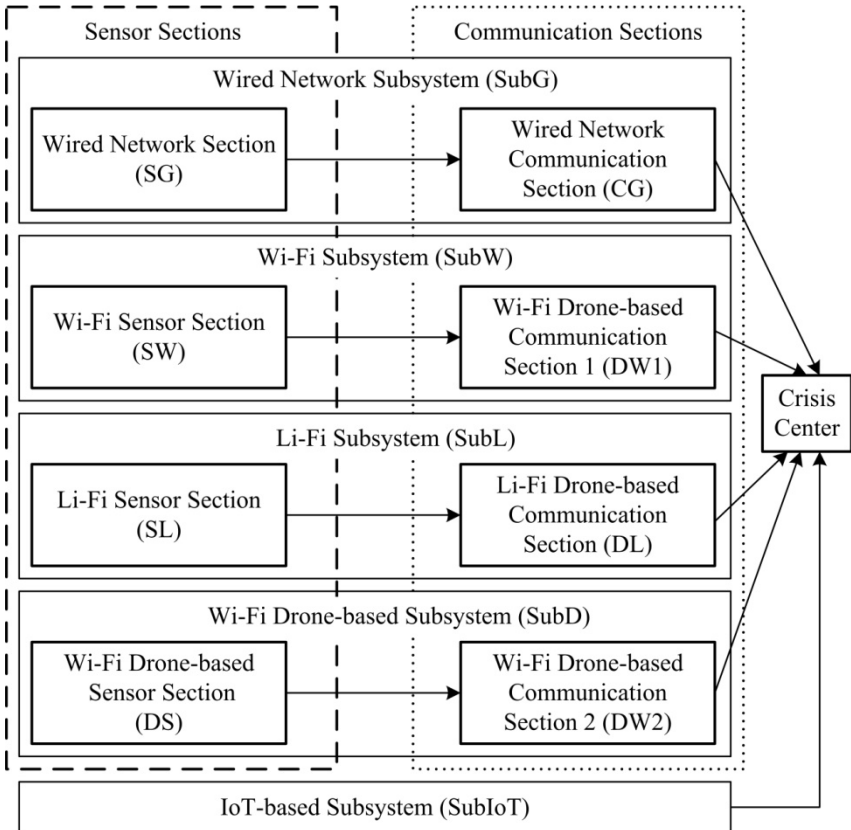 Sensor Sections
Communication Sections
Wired Network Subsystem (SubG)
Wired Network Section
(SG)
Wired Network
Communication
Section (CG)
Wi-Fi Subsystem (SubW)
Wi-Fi Sensor Section
(SW)
Wi-Fi Drone-based
Communication
Section 1 (DW1)
Crisis
Center
Li-Fi Subsystem (SubL)
Li-Fi Sensor Section
(SL)
Li-Fi Drone-based
Communication
Section (DL)
Wi-Fi Drone-based Subsystem (SubD)
Wi-Fi Drone-based
Sensor Section
(DS)
Wi-Fi Drone-based
Communication
Section 2 (DW2)
IoT-based Subsystem (SubIoT)